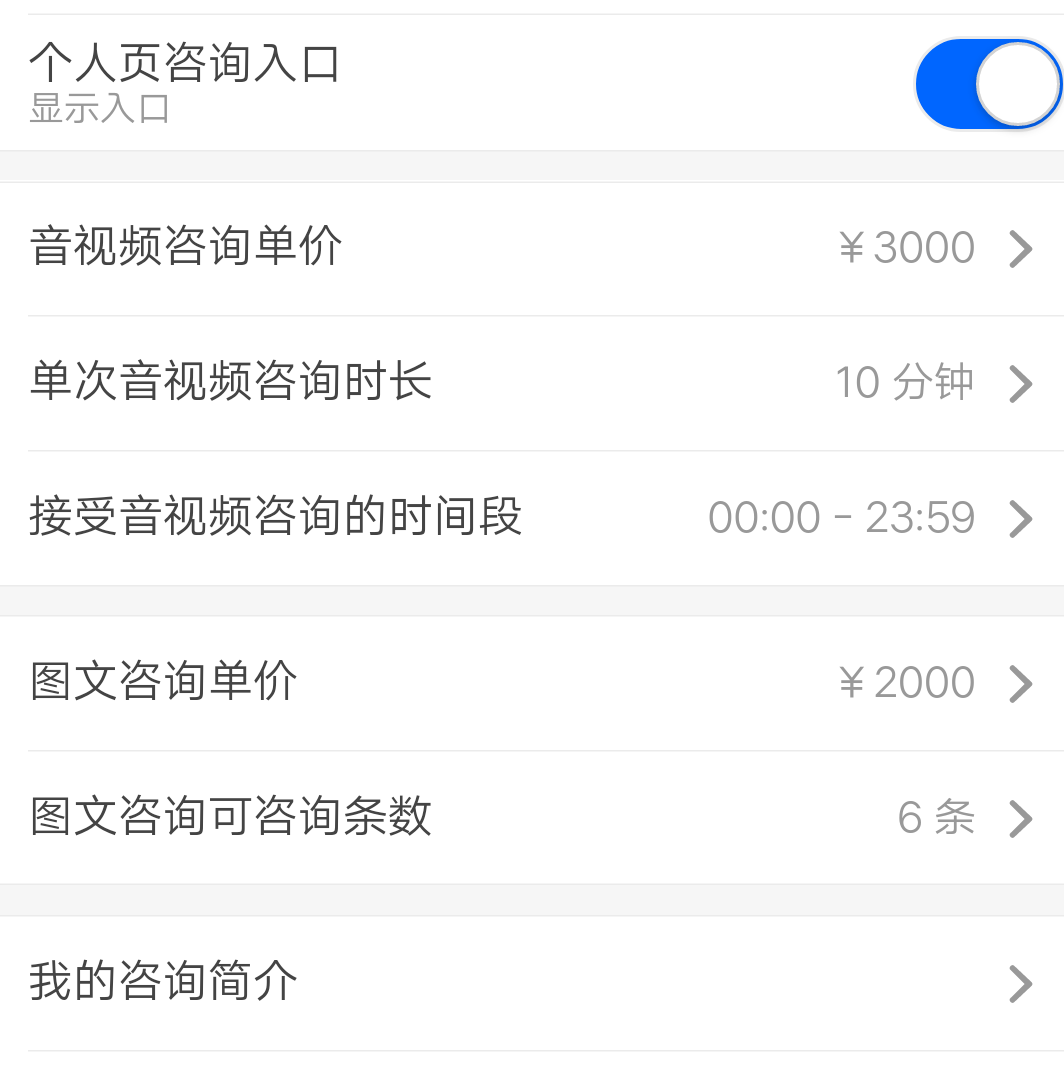 个人页咨询入口
显示入口
音视频咨询单价 ¥3000
单次音视频咨询时长 10 分钟
接受音视频咨询的时间段 00:00 - 23:59
图文咨询单价 ¥2000
图文咨询可咨询条数 6 条
我的咨询简介